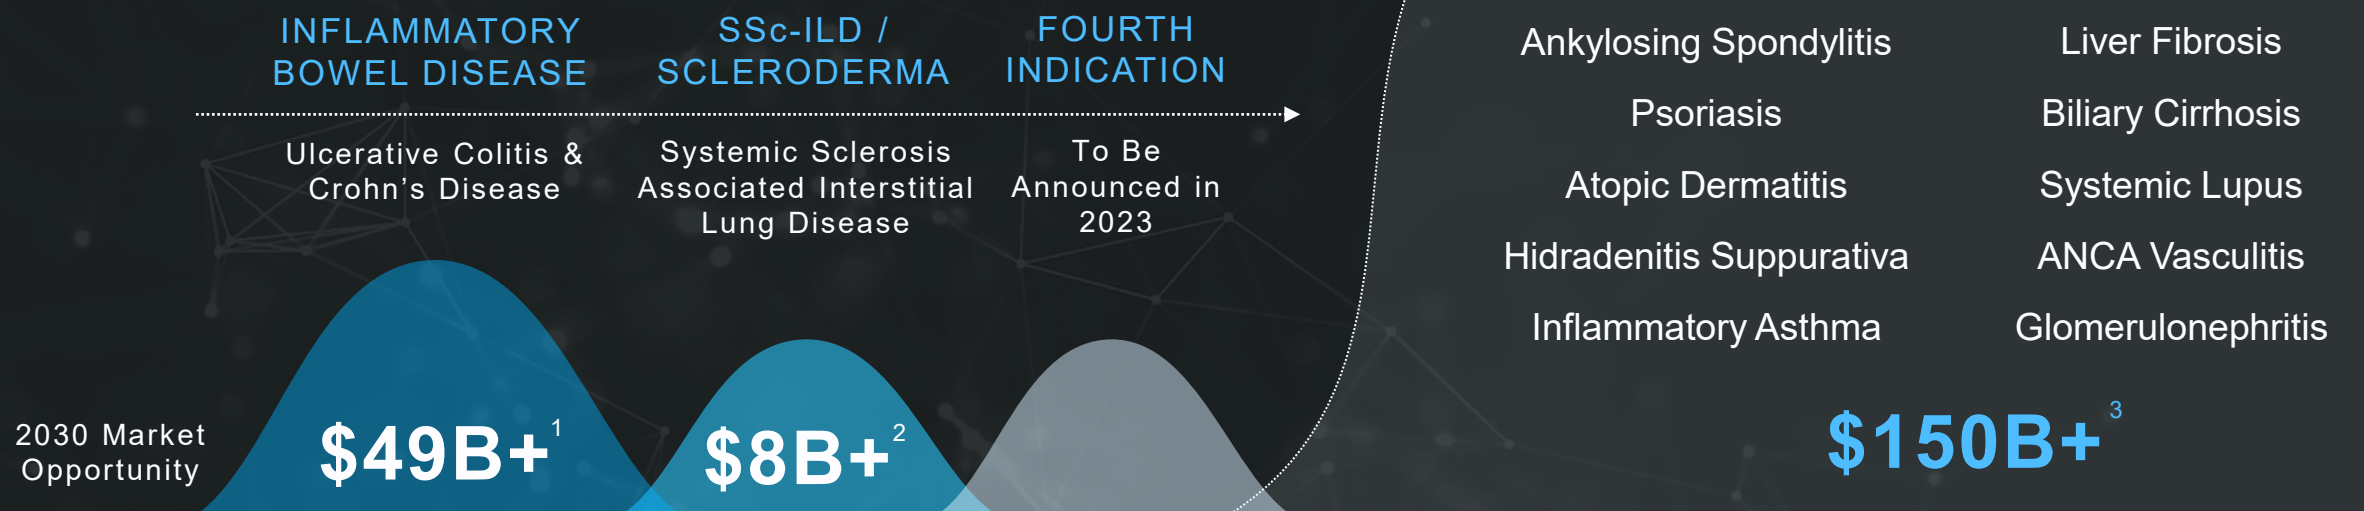 INFLAMMATORY
BOWEL DISEASE
Ulcerative Colitis &
Crohn’s Disease
SSc-ILD /
SCLERODERMA
Systemic Sclerosis
Associated Interstitial
Lung Disease
FOURTH
INDICATION
To Be
Announced in
2023
2030 Market
Opportunity
$49B+1
$8B+2
Ankylosing Spondylitis
Psoriasis
Atopic Dermatitis
Hidradenitis Suppurativa
Inflammatory Asthma
Liver Fibrosis
Biliary Cirrhosis
Systemic Lupus
ANCA Vasculitis
Glomerulonephritis
$150B+3